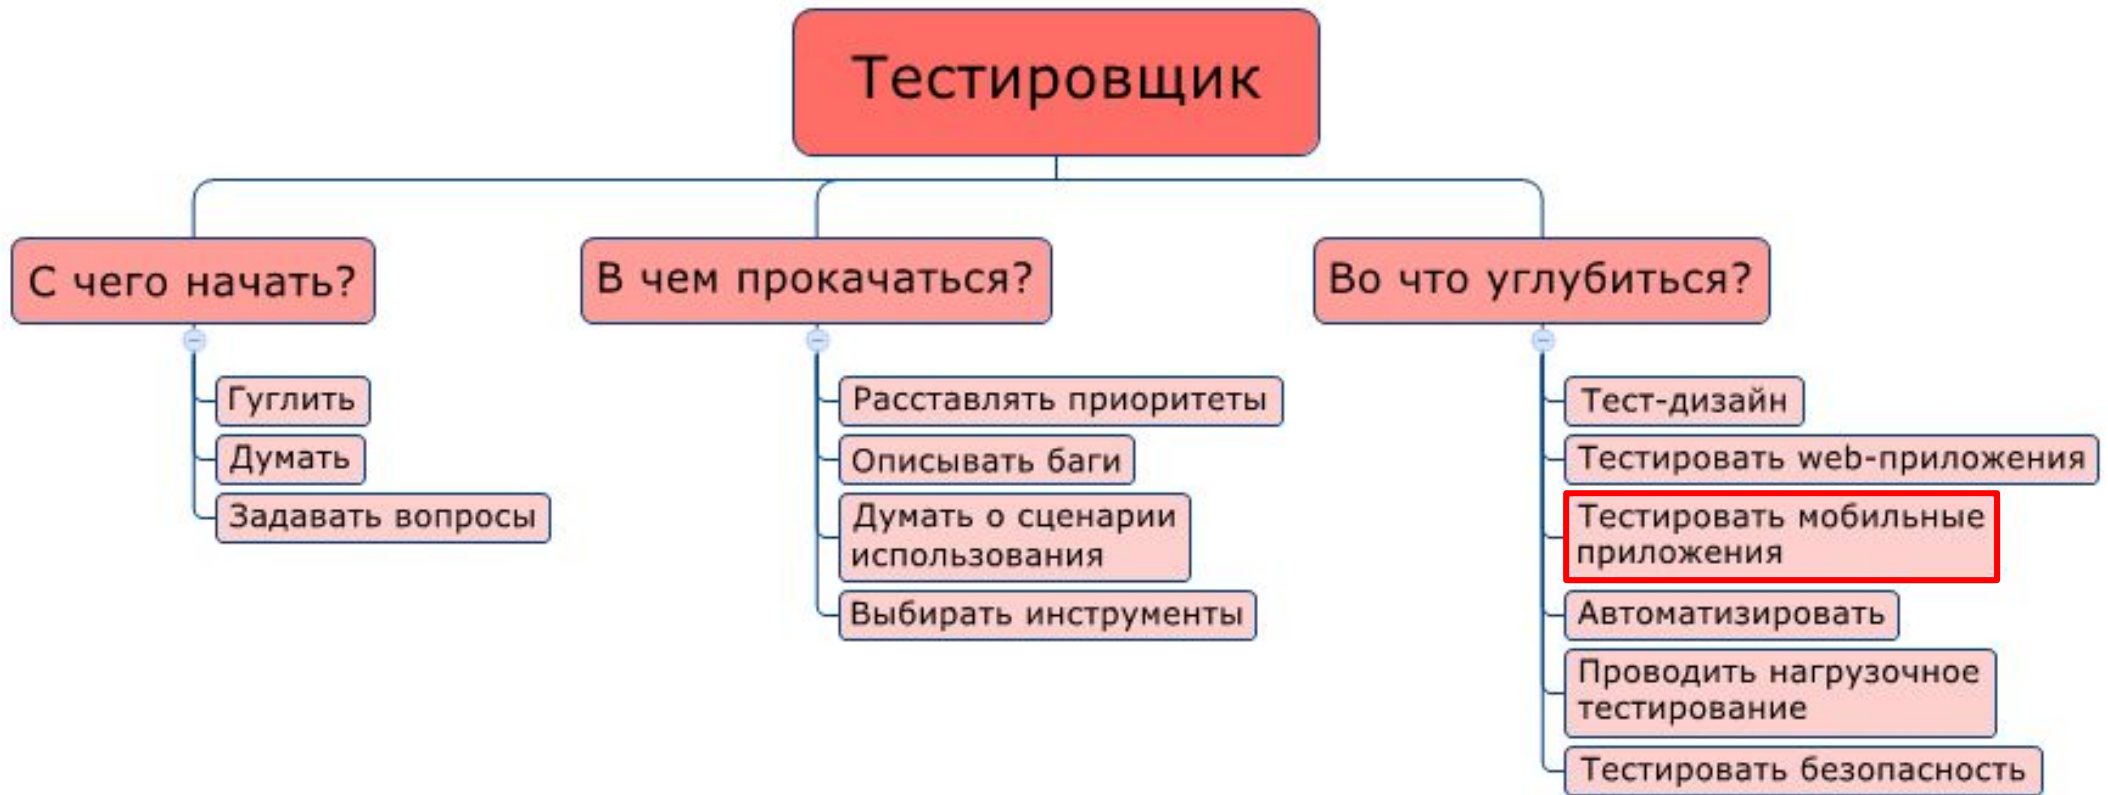 Тестировщик
С чего начать?
Гуглить
Думать
Задавать вопросы
В чем прокачаться?
Расставлять приоритеты
Описывать баги
Думать о сценарии
использования
Выбирать инструменты
Во что углубиться?
Тест-дизайн
Тестировать web-приложения
Тестировать мобильные
приложения
Автоматизировать
Проводить нагрузочное
тестирование
Тестировать безопасность